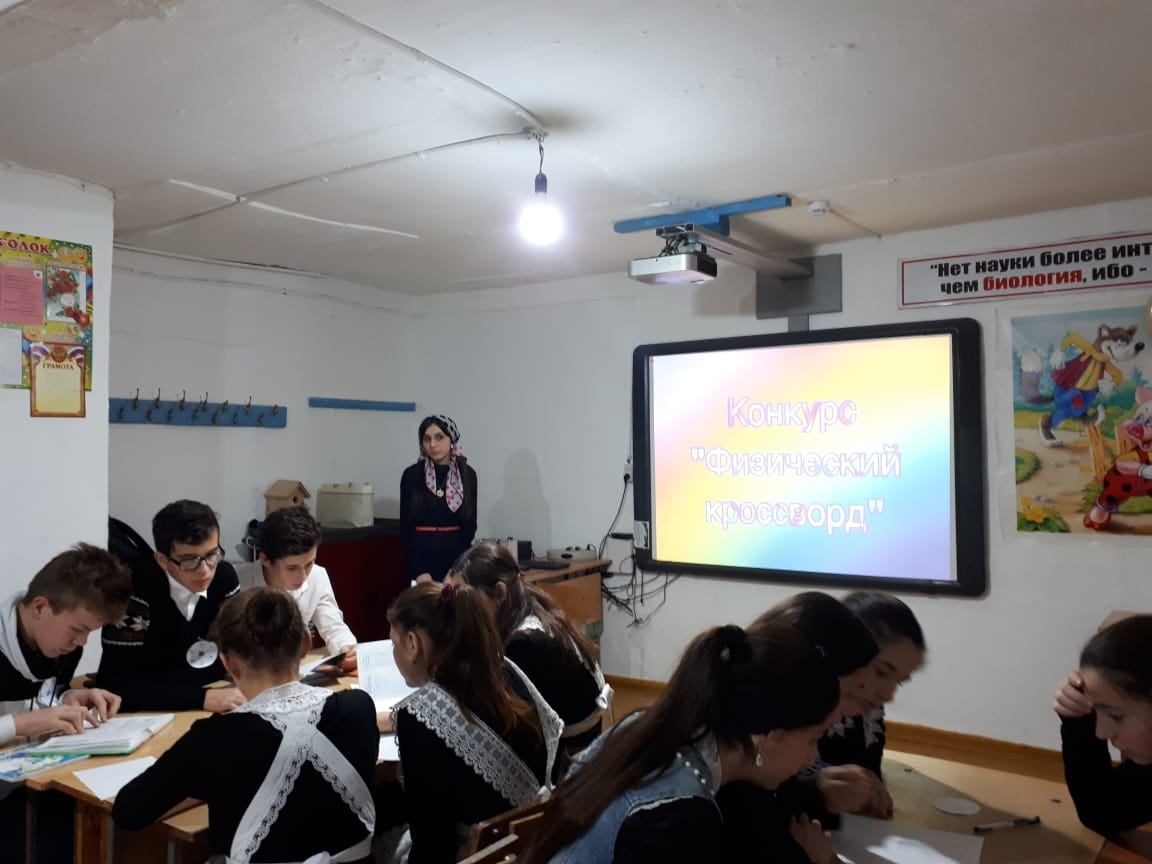 ГОЛОК
ГРАМОТА
"Нет науки более инт
чем биология, ибо -
Конкурс
"Физический
кроссворд"